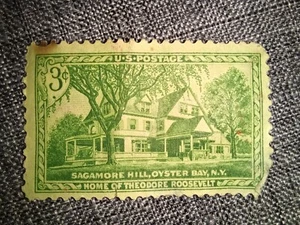 U·S·POSTAGE
3¢
SAGAMORE HILL, OYSTER BAY, N.Y.
HOME OF THEODORE ROOSEVELT